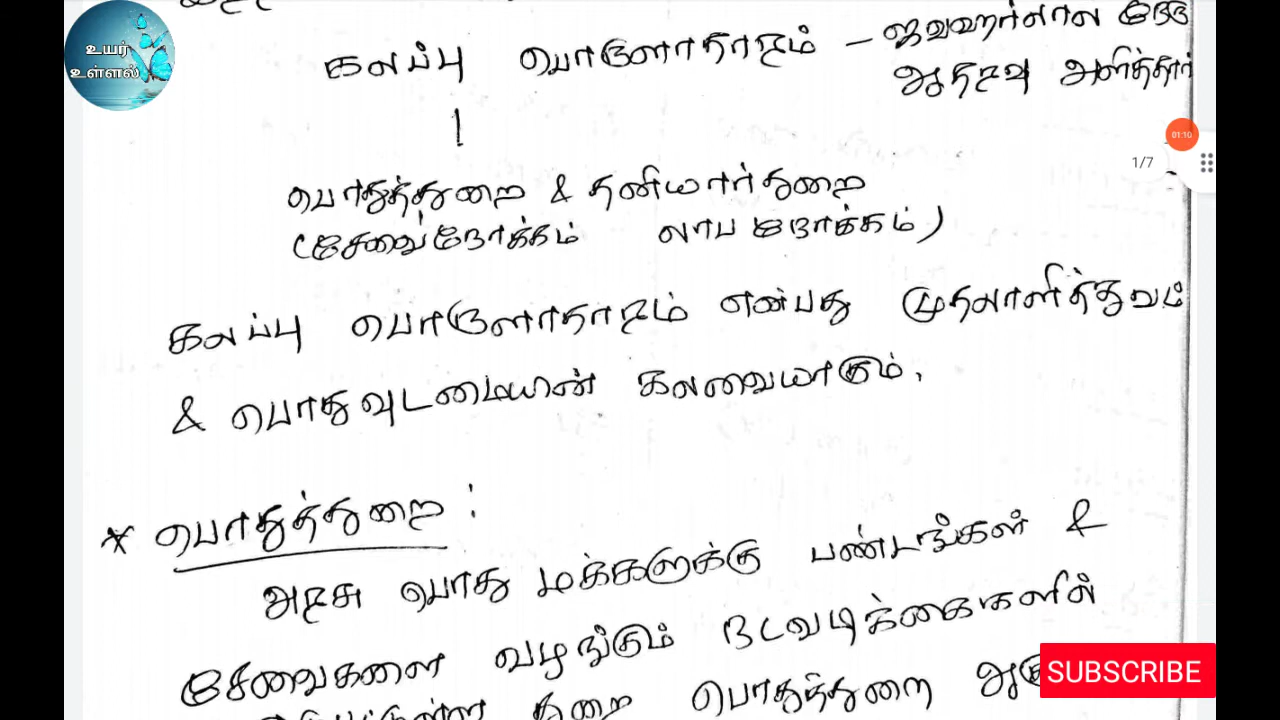 உயர்
உள்ளல்
கலப்பு பொருளாதாரம் – ஜவஹர்லால் நேரு
ஆதரவு அளித்தார்
01:10
1/7
பொதுத்துறை & தனியார்துறை
(சேவைநோக்கம் லாப நோக்கம்)
கலப்பு பொருளாதாரம் என்பது முதலாளித்துவம்
& பொதுவுடமையின் கலவையாகும்.
* பொதுத்துறை :
அரசு பொது மக்களுக்கு பண்டங்கள் &
சேவைகளை வழங்கும் நடவடிக்கைகளில்
துறை பொதுத்துறை
SUBSCRIBE